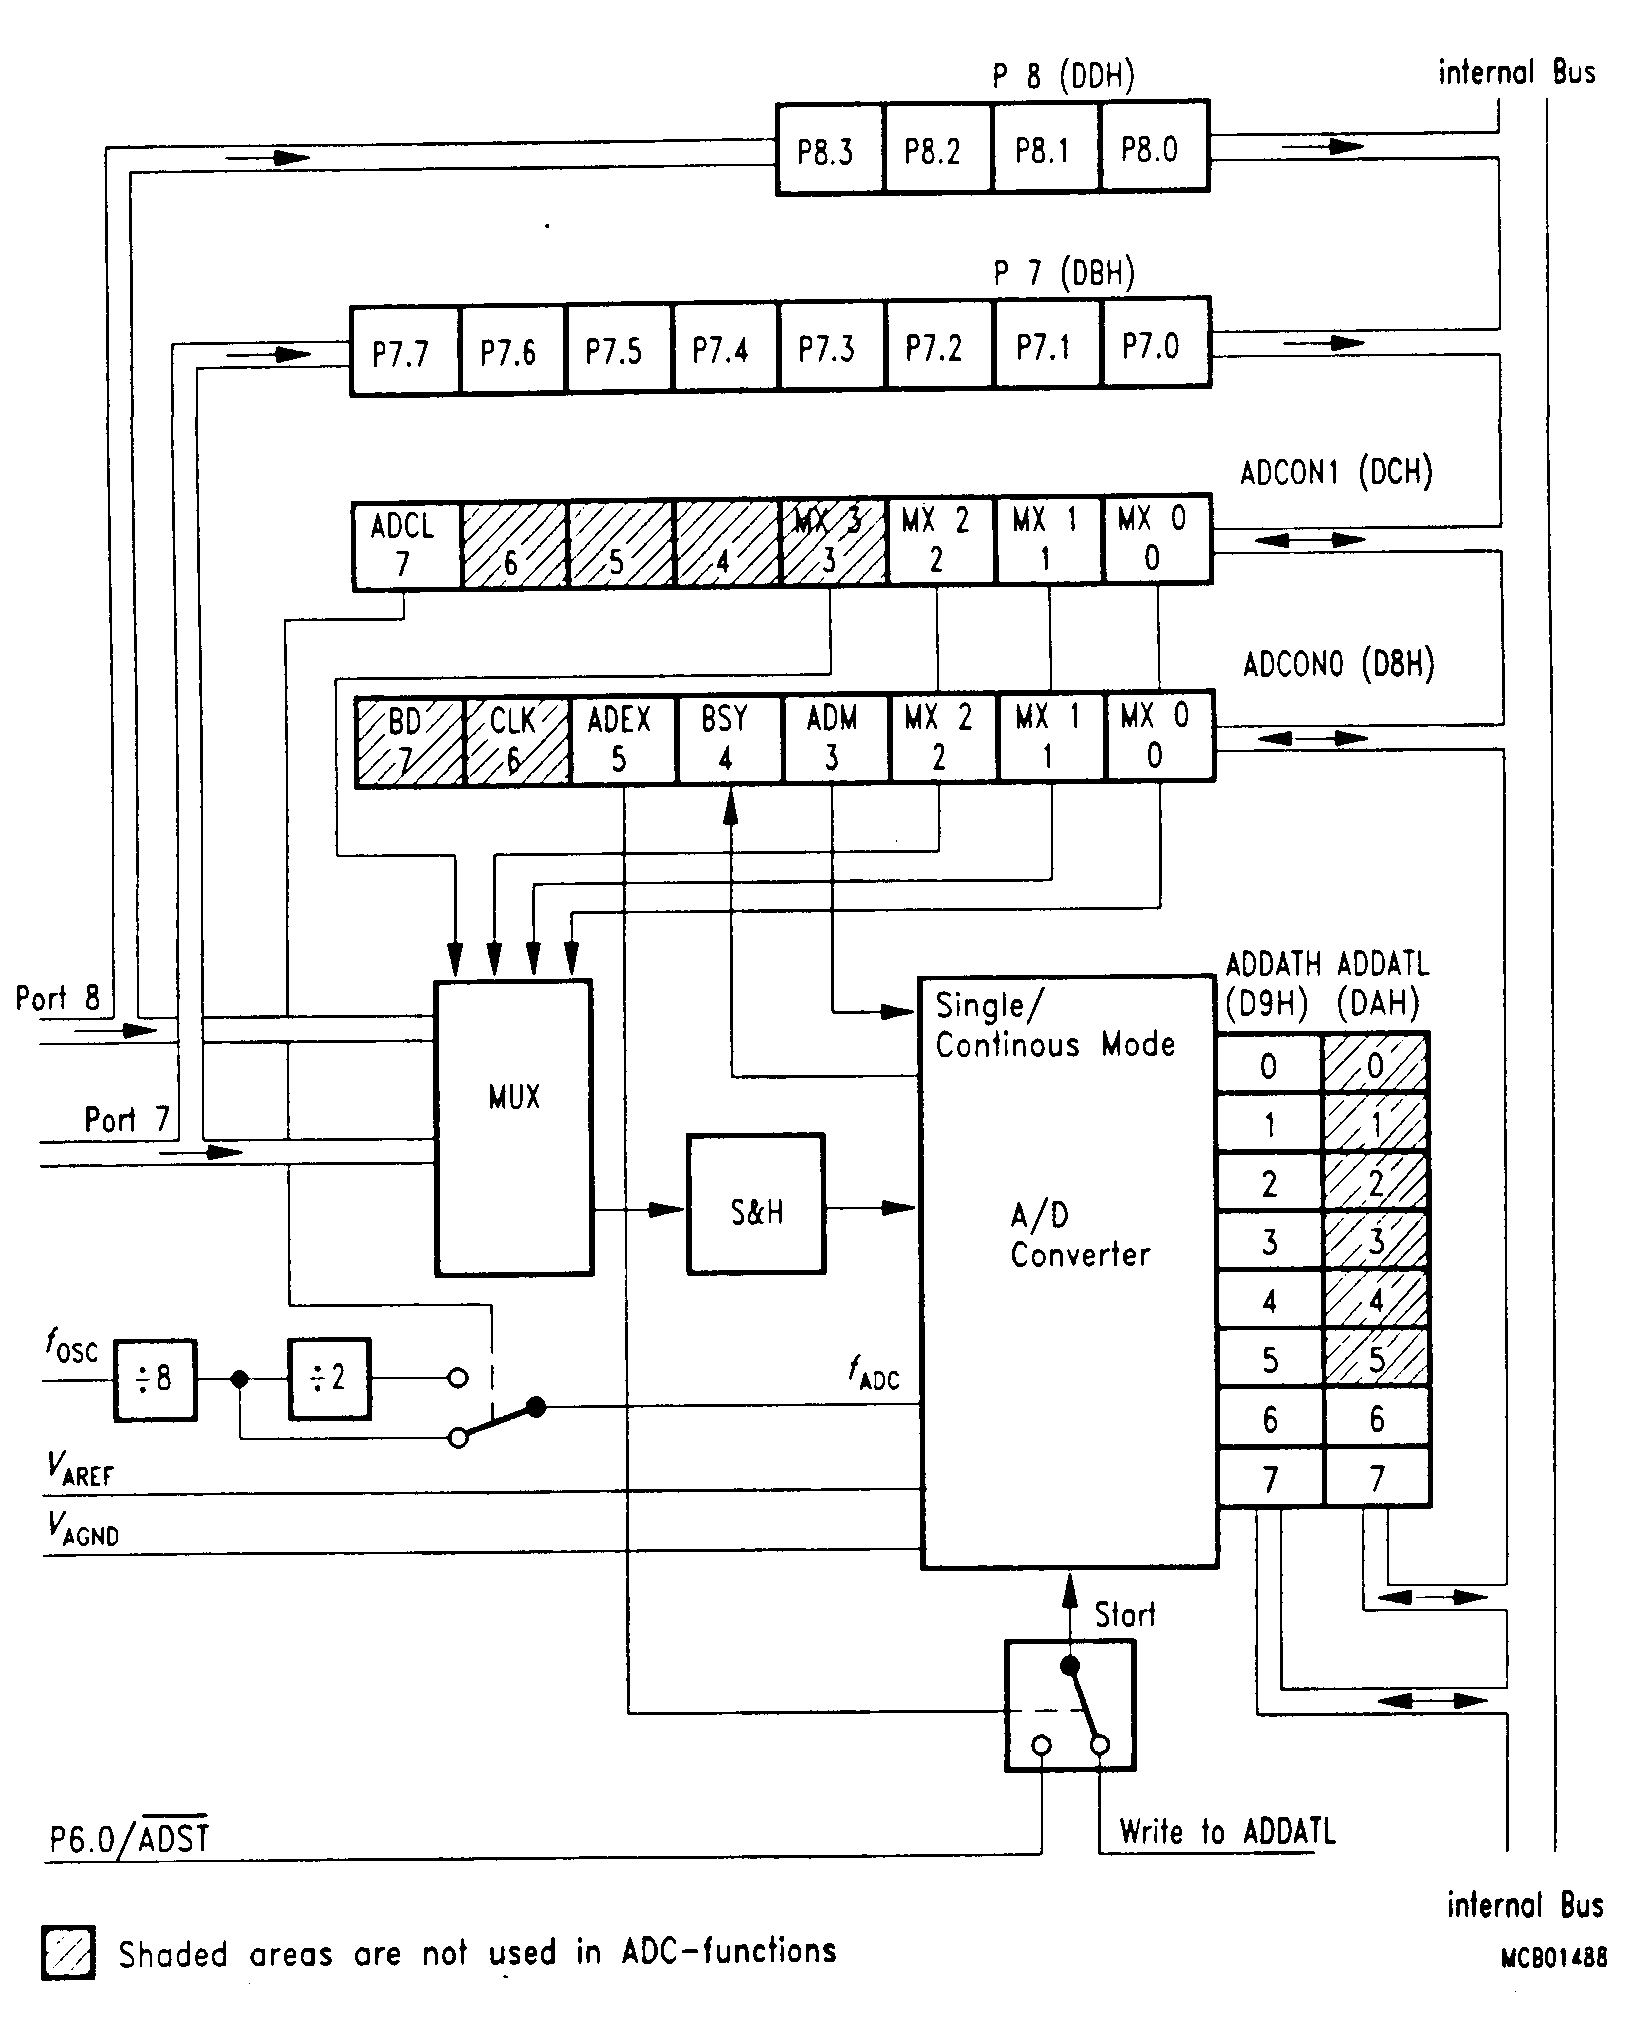 internal Bus
P 8 (DDH)
P8.3 P8.2 P8.1 P8.0
P 7 (DBH)
P7.7 P7.6 P7.5 P7.4 P7.3 P7.2 P7.1 P7.0
ADCON1 (DCH)
ADCL MX 3 MX 2 MX 1 MX 0
7 6 5 4 3 2 1 0
ADCON0 (D8H)
BD CLK ADEX BSY ADM MX 2 MX 1 MX 0
7 6 5 4 3 2 1 0
Port 8
Port 7
MUX
S&H
Single/
Continous Mode
A/D
Converter
ADDATH ADDATL
(D9H) (DAH)
0 0
1 1
2 2
3 3
4 4
5 5
6 6
7 7
fOSC
÷8
÷2
fADC
VAREF
VAGND
Start
P6.0/ADST
Write to ADDATL
internal Bus
Shaded areas are not used in ADC-functions
MCB01488